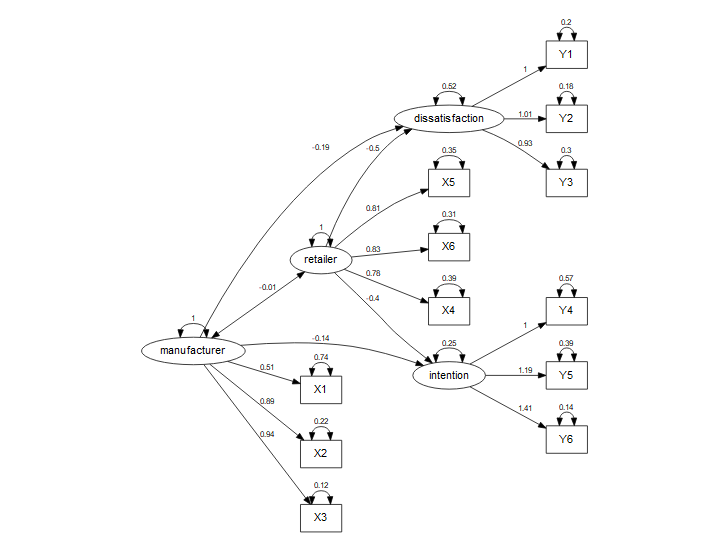 0.2
Y1
1
0.52
0.18
dissatisfaction
1.01
Y2
-0.19
-0.5
0.93
0.35
0.3
X5
Y3
0.81
1
0.31
retailer
0.83
X6
0.78
0.39
0.57
-0.01
-0.4
X4
Y4
1
1
-0.14
0.25
0.39
manufacturer
0.74
0.51
intention
1.19
Y5
X1
0.89
1.41
0.14
0.22
0.94
Y6
X2
0.12
X3